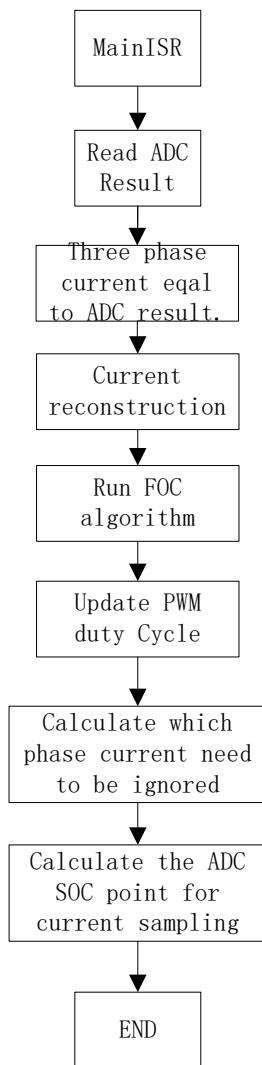 MainISR
Read ADC
Result
Three phase
current eqal
to ADC result.
Current
reconstruction
Run FOC
algorithm
Update PWM
duty Cycle
Calculate which
phase current need
to be ignored
Calculate the ADC
SOC point for
current sampling
END